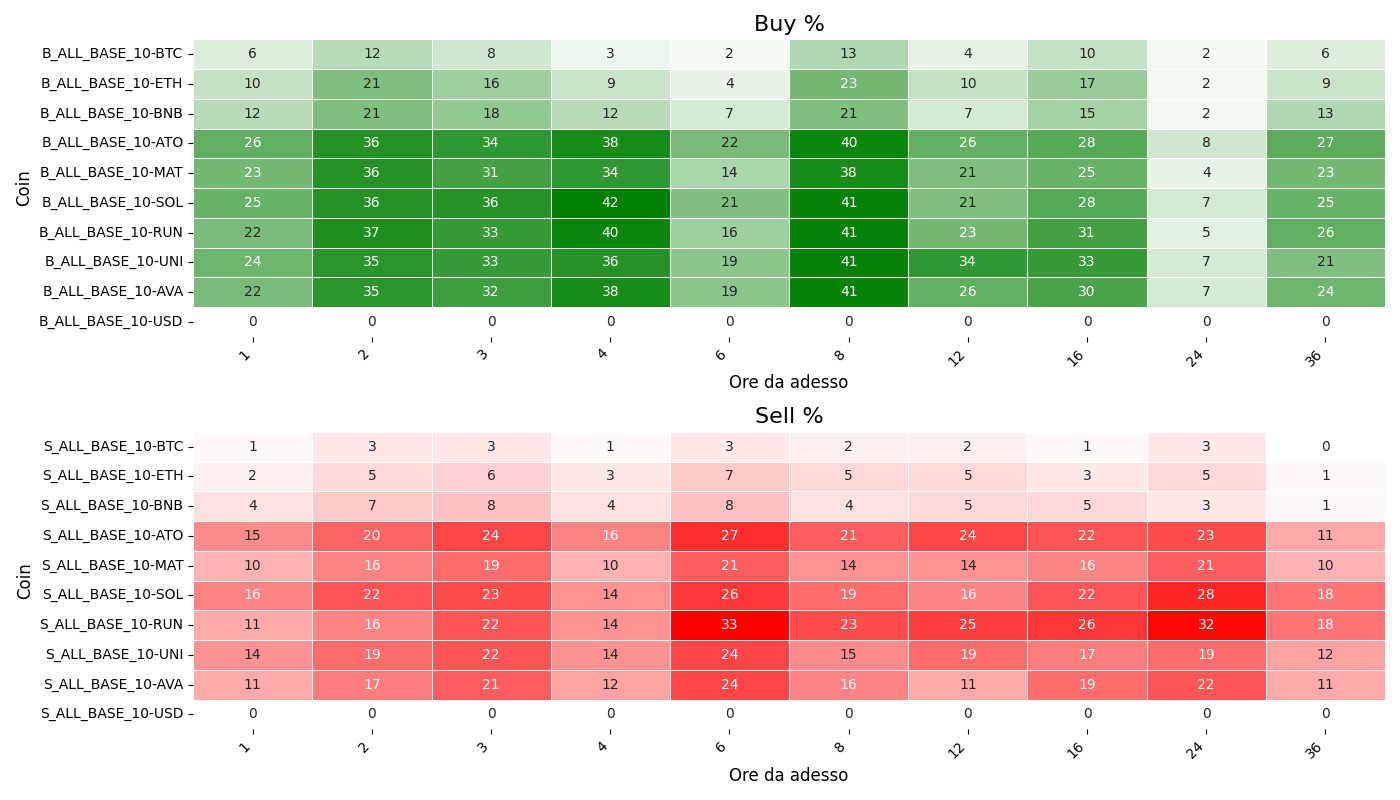 Buy %
Coin
B_ALL_BASE_10-BTC 6 12 8 3 2 13 4 10 2 6
B_ALL_BASE_10-ETH 10 21 16 9 4 23 10 17 2 9
B_ALL_BASE_10-BNB 12 21 18 12 7 21 7 15 2 13
B_ALL_BASE_10-ATO 26 36 34 38 22 40 26 28 8 27
B_ALL_BASE_10-MAT 23 36 31 34 14 38 21 25 4 23
B_ALL_BASE_10-SOL 25 36 36 42 21 41 21 28 7 25
B_ALL_BASE_10-RUN 22 37 33 40 16 41 23 31 5 26
B_ALL_BASE_10-UNI 24 35 33 36 19 41 34 33 7 21
B_ALL_BASE_10-AVA 22 35 32 38 19 41 26 30 7 24
B_ALL_BASE_10-USD 0 0 0 0 0 0 0 0 0 0
1 2 3 4 6 8 12 16 24 36
Ore da adesso
Sell %
Coin
S_ALL_BASE_10-BTC 1 3 3 1 3 2 2 1 3 0
S_ALL_BASE_10-ETH 2 5 6 3 7 5 5 3 5 1
S_ALL_BASE_10-BNB 4 7 8 4 8 4 5 5 3 1
S_ALL_BASE_10-ATO 15 20 24 16 27 21 24 22 23 11
S_ALL_BASE_10-MAT 10 16 19 10 21 14 14 16 21 10
S_ALL_BASE_10-SOL 16 22 23 14 26 19 16 22 28 18
S_ALL_BASE_10-RUN 11 16 22 14 33 23 25 26 32 18
S_ALL_BASE_10-UNI 14 19 22 14 24 15 19 17 19 12
S_ALL_BASE_10-AVA 11 17 21 12 24 16 11 19 22 11
S_ALL_BASE_10-USD 0 0 0 0 0 0 0 0 0 0
1 2 3 4 6 8 12 16 24 36
Ore da adesso